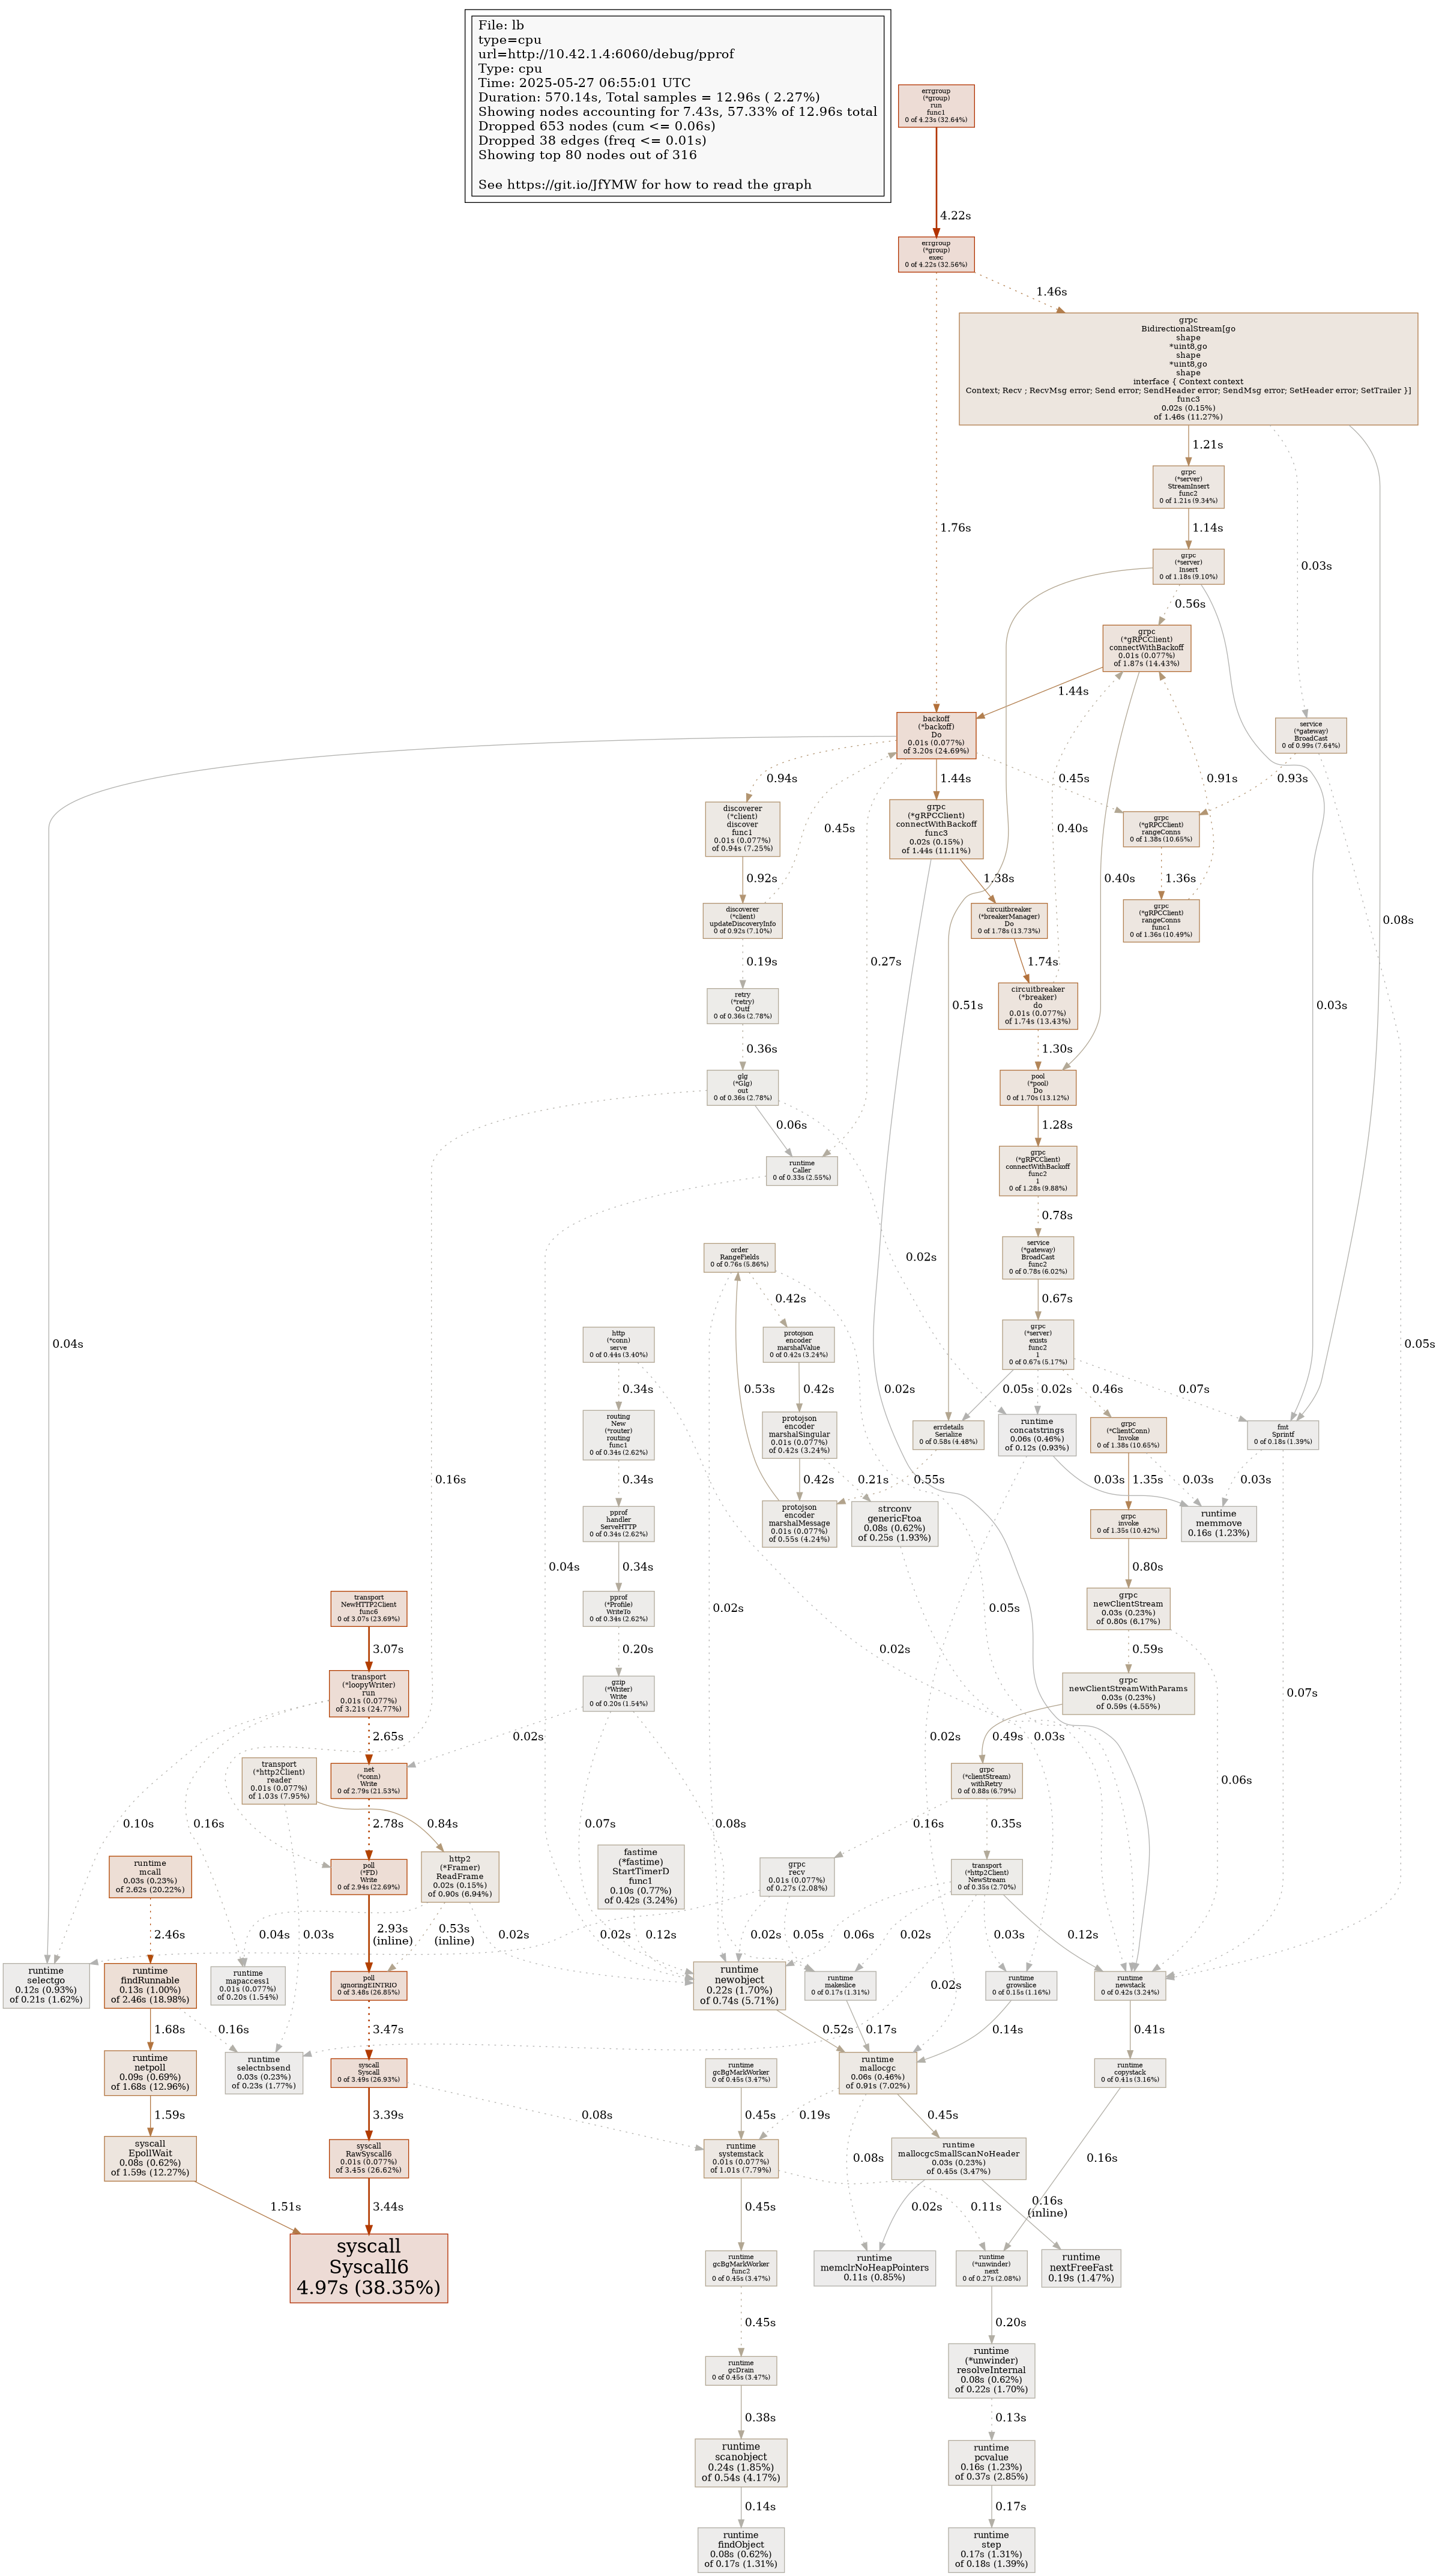 File: lb
type=cpu
url=http://10.42.1.4:6060/debug/pprof
Type: cpu
Time: 2025-05-27 06:55:01 UTC
Duration: 570.14s, Total samples = 12.96s ( 2.27%)
Showing nodes accounting for 7.43s, 57.33% of 12.96s total
Dropped 653 nodes (cum <= 0.06s)
Dropped 38 edges (freq <= 0.01s)
Showing top 80 nodes out of 316
See https://git.io/JfYMW for how to read the graph
errgroup
(*group)
run
func1
0 of 4.23s (32.64%)
4.22s
errgroup
(*group)
exec
0 of 4.22s (32.56%)
1.46s
grpc
BidirectionalStream[go
shape
*uint8,go
shape
*uint8,go
shape
interface { Context context
Context; Recv ; RecvMsg error; Send error; SendHeader error; SendMsg error; SetHeader error; SetTrailer }]
func3
0.02s (0.15%)
of 1.46s (11.27%)
1.21s
grpc
(*server)
StreamInsert
func2
0 of 1.21s (9.34%)
1.76s
1.14s
grpc
(*server)
Insert
0 of 1.18s (9.10%)
0.03s
0.56s
grpc
(*gRPCClient)
connectWithBackoff
0.01s (0.077%)
of 1.87s (14.43%)
1.44s
backoff
(*backoff)
Do
0.01s (0.077%)
of 3.20s (24.69%)
service
(*gateway)
BroadCast
0 of 0.99s (7.64%)
0.94s
1.44s
0.45s
0.91s
0.93s
discoverer
(*client)
discover
func1
0.01s (0.077%)
of 0.94s (7.25%)
0.45s
grpc
(*gRPCClient)
connectWithBackoff
func3
0.02s (0.15%)
of 1.44s (11.11%)
0.40s
grpc
(*gRPCClient)
rangeConns
0 of 1.38s (10.65%)
0.92s
1.38s
0.40s
1.36s
discoverer
(*client)
updateDiscoveryInfo
0 of 0.92s (7.10%)
circuitbreaker
(*breakerManager)
Do
0 of 1.78s (13.73%)
grpc
(*gRPCClient)
rangeConns
func1
0 of 1.36s (10.49%)
0.08s
0.19s
0.27s
1.74s
retry
(*retry)
Outf
0 of 0.36s (2.78%)
0.51s
circuitbreaker
(*breaker)
do
0.01s (0.077%)
of 1.74s (13.43%)
0.03s
0.36s
1.30s
glg
(*Glg)
out
0 of 0.36s (2.78%)
pool
(*pool)
Do
0 of 1.70s (13.12%)
0.06s
1.28s
runtime
Caller
0 of 0.33s (2.55%)
grpc
(*gRPCClient)
connectWithBackoff
func2
1
0 of 1.28s (9.88%)
0.78s
order
RangeFields
0 of 0.76s (5.86%)
0.02s
service
(*gateway)
BroadCast
func2
0 of 0.78s (6.02%)
0.42s
0.67s
0.04s
http
(*conn)
serve
0 of 0.44s (3.40%)
protojson
encoder
marshalValue
0 of 0.42s (3.24%)
grpc
(*server)
exists
func2
1
0 of 0.67s (5.17%)
0.05s
0.34s
0.53s
0.42s
0.02s
0.05s
0.02s
0.46s
0.07s
routing
New
(*router)
routing
func1
0 of 0.34s (2.62%)
protojson
encoder
marshalSingular
0.01s (0.077%)
of 0.42s (3.24%)
errdetails
Serialize
0 of 0.58s (4.48%)
runtime
concatstrings
0.06s (0.46%)
of 0.12s (0.93%)
grpc
(*ClientConn)
Invoke
0 of 1.38s (10.65%)
fmt
Sprintf
0 of 0.18s (1.39%)
0.16s
0.34s
0.42s
0.21s
0.55s
0.03s
1.35s
0.03s
0.03s
pprof
handler
ServeHTTP
0 of 0.34s (2.62%)
protojson
encoder
marshalMessage
0.01s (0.077%)
of 0.55s (4.24%)
strconv
genericFtoa
0.08s (0.62%)
of 0.25s (1.93%)
grpc
invoke
0 of 1.35s (10.42%)
runtime
memmove
0.16s (1.23%)
0.34s
0.04s
0.80s
transport
NewHTTP2Client
func6
0 of 3.07s (23.69%)
pprof
(*Profile)
WriteTo
0 of 0.34s (2.62%)
0.02s
0.05s
grpc
newClientStream
0.03s (0.23%)
of 0.80s (6.17%)
3.07s
0.20s
0.02s
0.59s
transport
(*loopyWriter)
run
0.01s (0.077%)
of 3.21s (24.77%)
gzip
(*Writer)
Write
0 of 0.20s (1.54%)
grpc
newClientStreamWithParams
0.03s (0.23%)
of 0.59s (4.55%)
0.07s
2.65s
0.02s
0.02s
0.03s
0.03s
0.49s
transport
(*http2Client)
reader
0.01s (0.077%)
of 1.03s (7.95%)
net
(*conn)
Write
0 of 2.79s (21.53%)
grpc
(*clientStream)
withRetry
0 of 0.88s (6.79%)
0.06s
0.10s
0.16s
2.78s
0.84s
0.07s
0.08s
0.16s
0.35s
runtime
mcall
0.03s (0.23%)
of 2.62s (20.22%)
poll
(*FD)
Write
0 of 2.94s (22.69%)
http2
(*Framer)
ReadFrame
0.02s (0.15%)
of 0.90s (6.94%)
fastime
(*fastime)
StartTimerD
func1
0.10s (0.77%)
of 0.42s (3.24%)
grpc
recv
0.01s (0.077%)
of 0.27s (2.08%)
transport
(*http2Client)
NewStream
0 of 0.35s (2.70%)
2.46s
0.04s
0.03s
2.93s
(inline)
0.53s
(inline)
0.02s
0.02s
0.12s
0.02s
0.05s
0.06s
0.02s
0.03s
0.12s
runtime
selectgo
0.12s (0.93%)
of 0.21s (1.62%)
runtime
findRunnable
0.13s (1.00%)
of 2.46s (18.98%)
runtime
mapaccess1
0.01s (0.077%)
of 0.20s (1.54%)
poll
ignoringEINTRIO
0 of 3.48s (26.85%)
runtime
newobject
0.22s (1.70%)
of 0.74s (5.71%)
runtime
makeslice
0 of 0.17s (1.31%)
0.02s
runtime
growslice
0 of 0.15s (1.16%)
runtime
newstack
0 of 0.42s (3.24%)
1.68s
0.16s
3.47s
0.52s
0.17s
0.14s
0.41s
runtime
netpoll
0.09s (0.69%)
of 1.68s (12.96%)
runtime
selectnbsend
0.03s (0.23%)
of 0.23s (1.77%)
syscall
Syscall
0 of 3.49s (26.93%)
runtime
gcBgMarkWorker
0 of 0.45s (3.47%)
runtime
mallocgc
0.06s (0.46%)
of 0.91s (7.02%)
runtime
copystack
0 of 0.41s (3.16%)
1.59s
3.39s
0.08s
0.45s
0.19s
0.45s
syscall
EpollWait
0.08s (0.62%)
of 1.59s (12.27%)
syscall
RawSyscall6
0.01s (0.077%)
of 3.45s (26.62%)
runtime
systemstack
0.01s (0.077%)
of 1.01s (7.79%)
0.08s
runtime
mallocgcSmallScanNoHeader
0.03s (0.23%)
of 0.45s (3.47%)
0.16s
1.51s
3.44s
0.45s
0.02s
0.11s
0.16s
(inline)
syscall
Syscall6
4.97s (38.35%)
runtime
gcBgMarkWorker
func2
0 of 0.45s (3.47%)
runtime
memclrNoHeapPointers
0.11s (0.85%)
runtime
(*unwinder)
next
0 of 0.27s (2.08%)
runtime
nextFreeFast
0.19s (1.47%)
0.45s
0.20s
runtime
gcDrain
0 of 0.45s (3.47%)
runtime
(*unwinder)
resolveInternal
0.08s (0.62%)
of 0.22s (1.70%)
0.38s
0.13s
runtime
scanobject
0.24s (1.85%)
of 0.54s (4.17%)
runtime
pcvalue
0.16s (1.23%)
of 0.37s (2.85%)
0.14s
0.17s
runtime
findObject
0.08s (0.62%)
of 0.17s (1.31%)
runtime
step
0.17s (1.31%)
of 0.18s (1.39%)